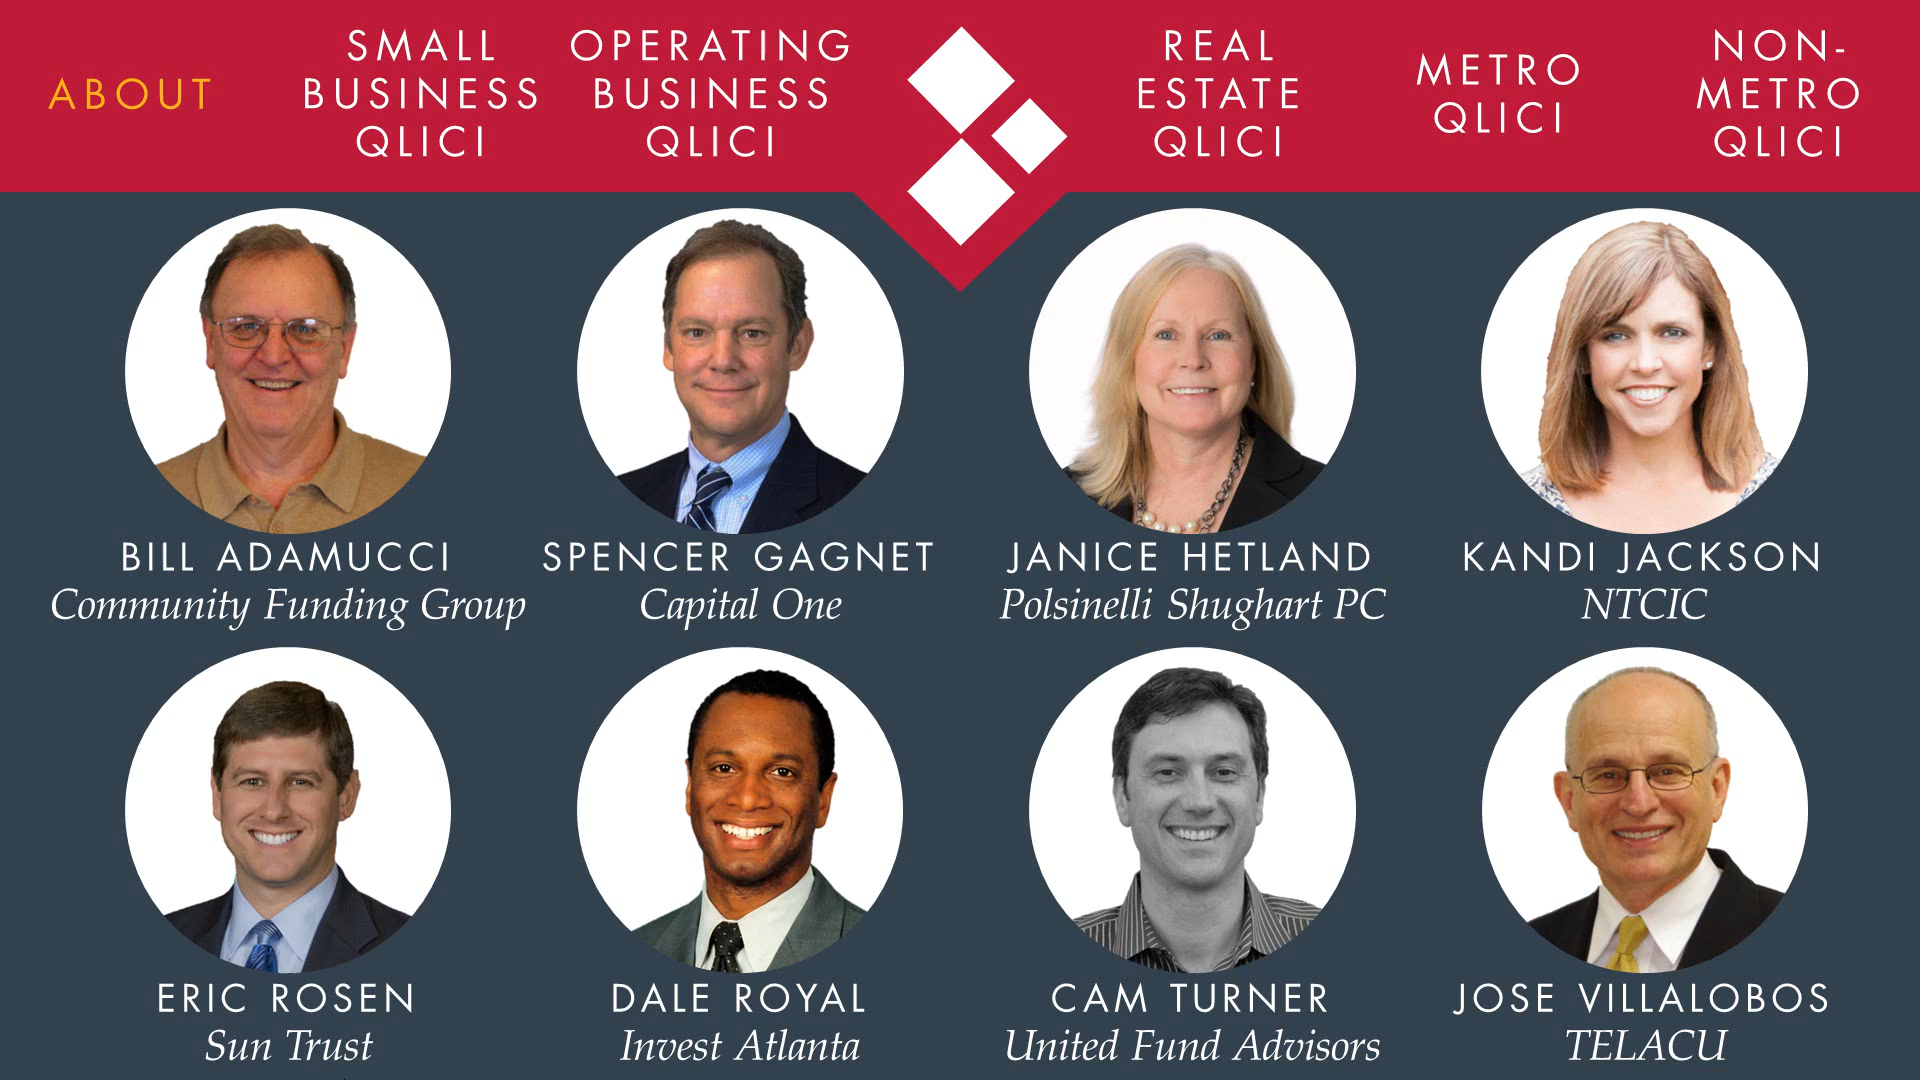 ABOUT
SMALL
BUSINESS
QLICI
OPERATING
BUSINESS
QLICI
REAL
ESTATE
QLICI
METRO
QLICI
NON-
METRO
QLICI
BILL ADAMUCCI
Community Funding Group
SPENCER GAGNET
Capital One
JANICE HETLAND
Polsinelli Shughart PC
KANDI JACKSON
NTCIC
ERIC ROSEN
Sun Trust
DALE ROYAL
Invest Atlanta
CAM TURNER
United Fund Advisors
JOSE VILLALOBOS
TELACU